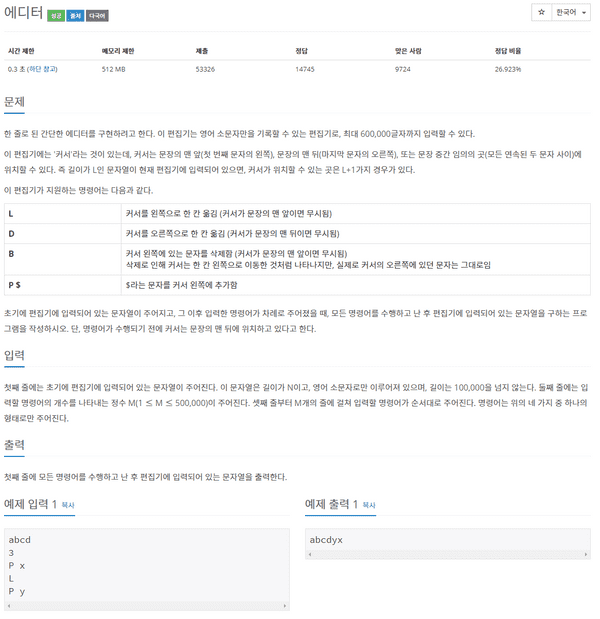 에디터 성공 출처 다국어
☆ 한국어
시간 제한 메모리 제한 제출 정답 맞은 사람 정답 비율
0.3 초 (하단 참고) 512 MB 53326 14745 9724 26.923%
문제
한 줄로 된 간단한 에디터를 구현하려고 한다. 이 편집기는 영어 소문자만을 기록할 수 있는 편집기로, 최대 600,000글자까지 입력할 수 있다.
이 편집기에는 '커서'라는 것이 있는데, 커서는 문장의 맨 앞(첫 번째 문자의 왼쪽), 문장의 맨 뒤(마지막 문자의 오른쪽), 또는 문장 중간 임의의 곳(모든 연속된 두 문자 사이)에
위치할 수 있다. 즉 길이가 L인 문자열이 현재 편집기에 입력되어 있으면, 커서가 위치할 수 있는 곳은 L+1가지 경우가 있다.
이 편집기가 지원하는 명령어는 다음과 같다.
L 커서를 왼쪽으로 한 칸 옮김 (커서가 문장의 맨 앞이면 무시됨)
D 커서를 오른쪽으로 한 칸 옮김 (커서가 문장의 맨 뒤이면 무시됨)
B 커서 왼쪽에 있는 문자를 삭제함 (커서가 문장의 맨 앞이면 무시됨)
삭제로 인해 커서는 한 칸 왼쪽으로 이동한 것처럼 나타나지만, 실제로 커서의 오른쪽에 있던 문자는 그대로임
P $ $라는 문자를 커서 왼쪽에 추가함
초기에 편집기에 입력되어 있는 문자열이 주어지고, 그 이후 입력한 명령어가 차례로 주어졌을 때, 모든 명령어를 수행하고 난 후 편집기에 입력되어 있는 문자열을 구하는 프로
그램을 작성하시오. 단, 명령어가 수행되기 전에 커서는 문장의 맨 뒤에 위치하고 있다고 한다.
입력
첫째 줄에는 초기에 편집기에 입력되어 있는 문자열이 주어진다. 이 문자열은 길이가 N이고, 영어 소문자로만 이루어져 있으며, 길이는 100,000을 넘지 않는다. 둘째 줄에는 입
력할 명령어의 개수를 나타내는 정수 M(1 ≤ M ≤ 500,000)이 주어진다. 셋째 줄부터 M개의 줄에 걸쳐 입력할 명령어가 순서대로 주어진다. 명령어는 위의 네 가지 중 하나의
형태로만 주어진다.
출력
첫째 줄에 모든 명령어를 수행하고 난 후 편집기에 입력되어 있는 문자열을 출력한다.
예제 입력 1 복사
abcd
3
P x
L
P y
예제 출력 1 복사
abcdyx